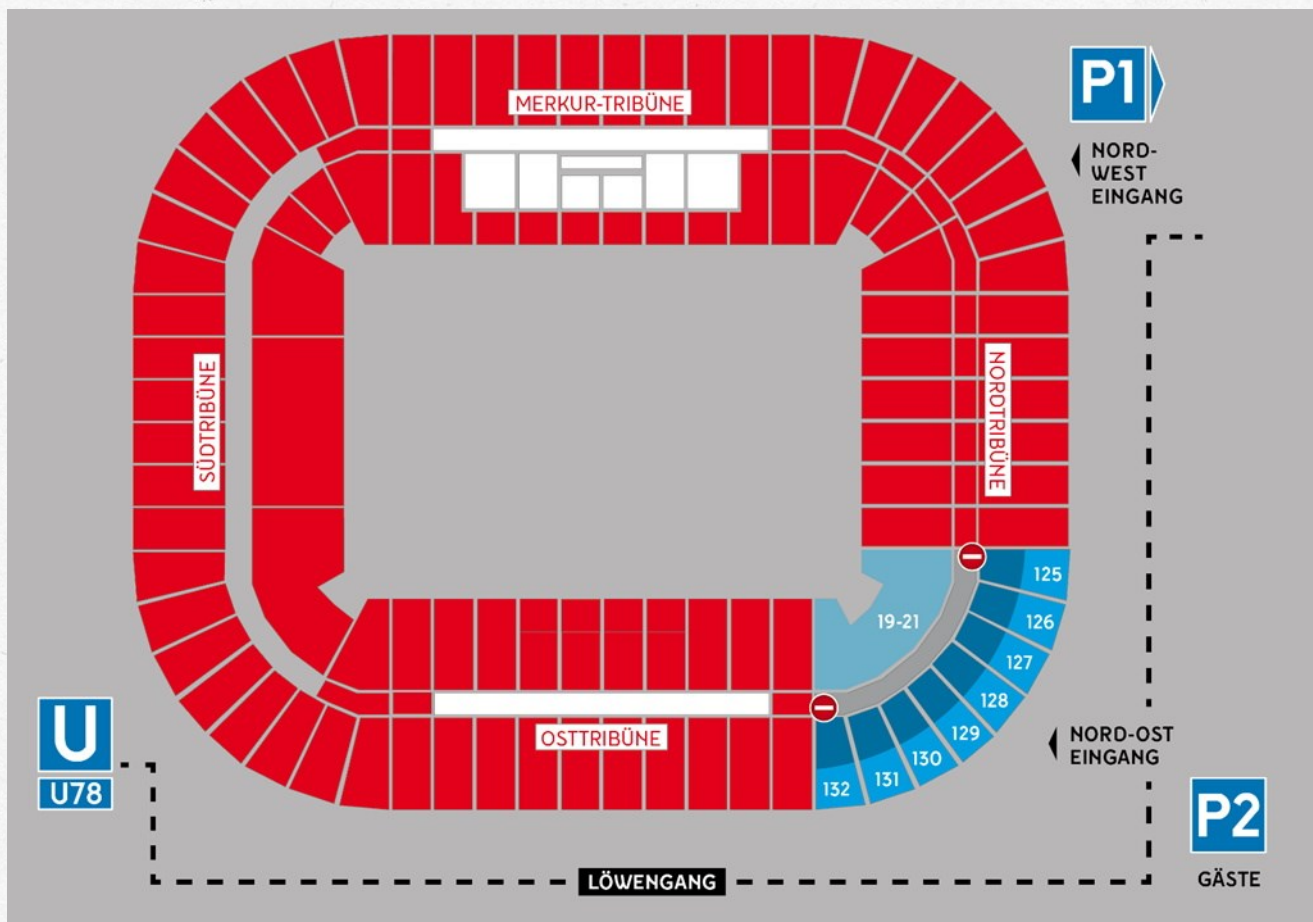 MERKUR-TRIBÜNE
P1
NORD-
WEST
EINGANG
SÜDTRIBÜNE
NORDTRIBÜNE
125
19-21
126
127
128
129
130
131
132
OSTTRIBÜNE
NORD-OST
EINGANG
U
U78
P2
GÄSTE
LÖWENGANG